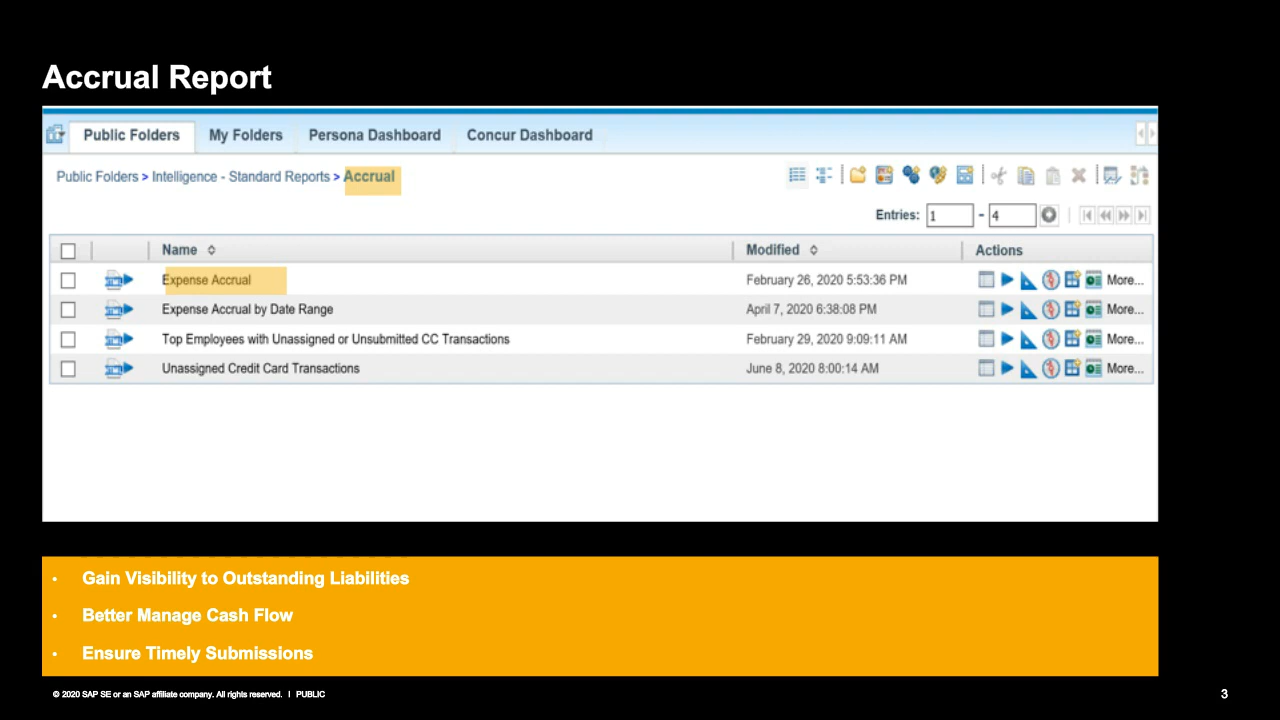 Accrual Report
Public Folders My Folders Persona Dashboard Concur Dashboard
Public Folders > Intelligence - Standard Reports > Accrual
Entries: 1 - 4
Name Modified Actions
Expense Accrual February 26, 2020 5:53:36 PM More...
Expense Accrual by Date Range April 7, 2020 6:38:08 PM More...
Top Employees with Unassigned or Unsubmitted CC Transactions February 29, 2020 9:09:11 AM More...
Unassigned Credit Card Transactions June 8, 2020 8:00:14 AM More...
• Gain Visibility to Outstanding Liabilities
• Better Manage Cash Flow
• Ensure Timely Submissions
© 2020 SAP SE or an SAP affiliate company. All rights reserved. | PUBLIC 3